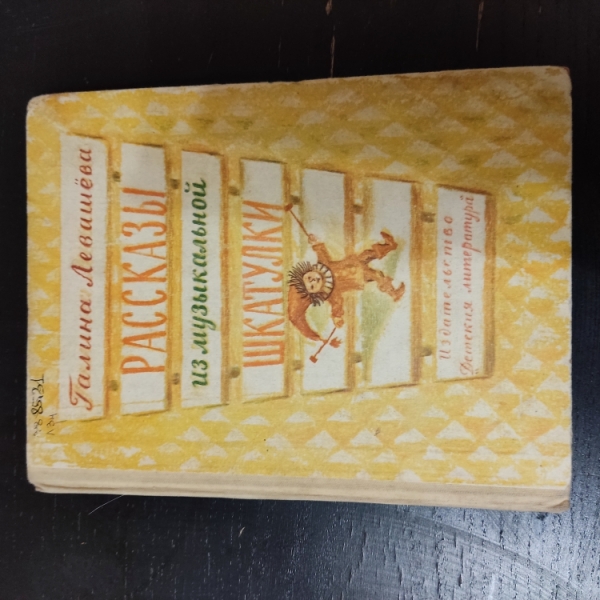 Галина Левашёва
РАССКАЗЫ
ИЗ МУЗЫКАЛЬНОЙ
ШКАТУЛКИ
Издательство
Детская литература